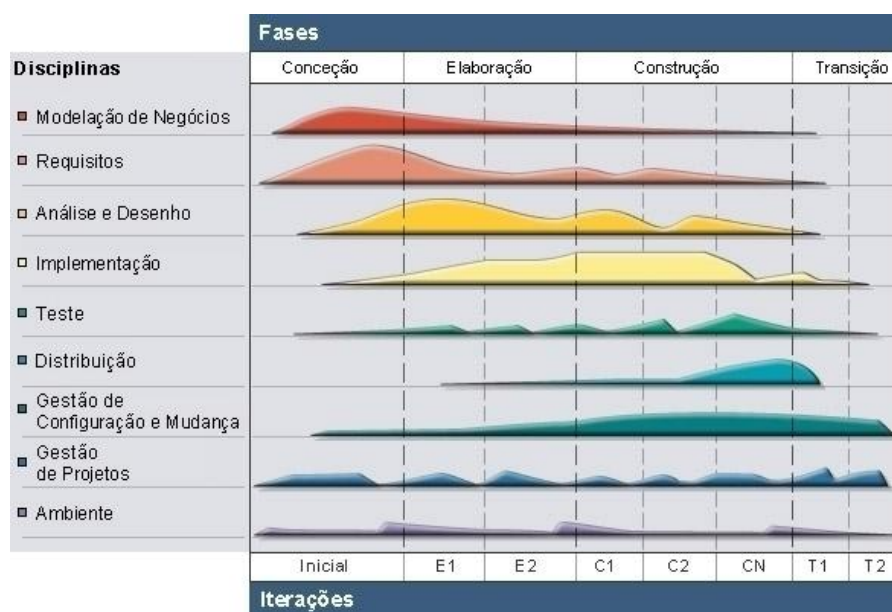 Fases
Disciplinas
Conceção
Elaboração
Construção
Transição
Modelação de Negócios
Requisitos
Análise e Desenho
Implementação
Teste
Distribuição
Gestão de
Configuração e Mudança
Gestão
de Projetos
Ambiente
Inicial
E1
E2
C1
C2
CN
T1
T2
Iterações